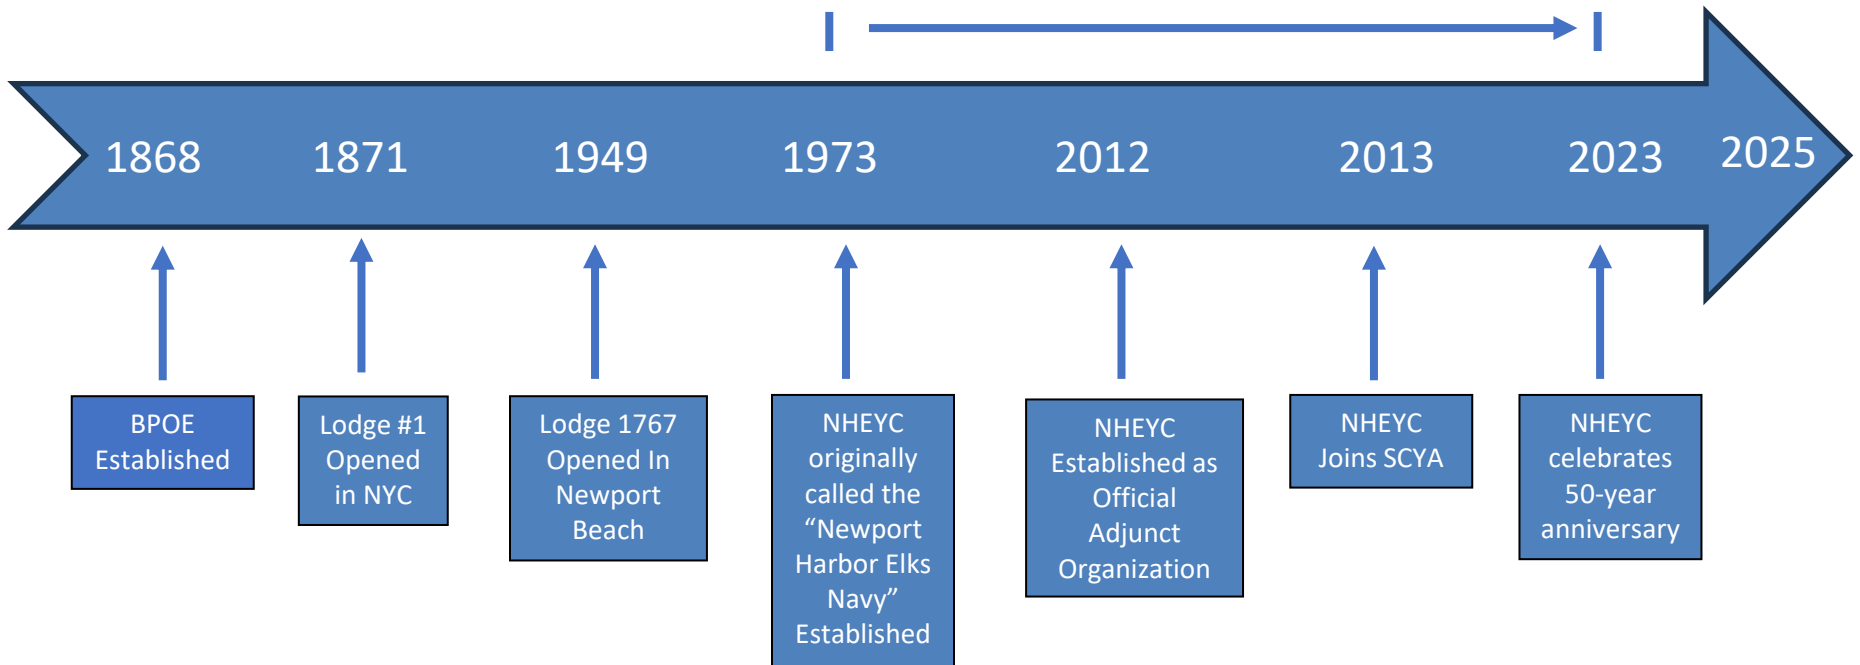 1868 1871 1949 1973 2012 2013 2023 2025
BPOE
Established
Lodge #1
Opened
in NYC
Lodge 1767
Opened In
Newport
Beach
NHEYC
originally
called the
“Newport
Harbor Elks
Navy”
Established
NHEYC
Established as
Official
Adjunct
Organization
NHEYC
Joins SCYA
NHEYC
celebrates
50-year
anniversary